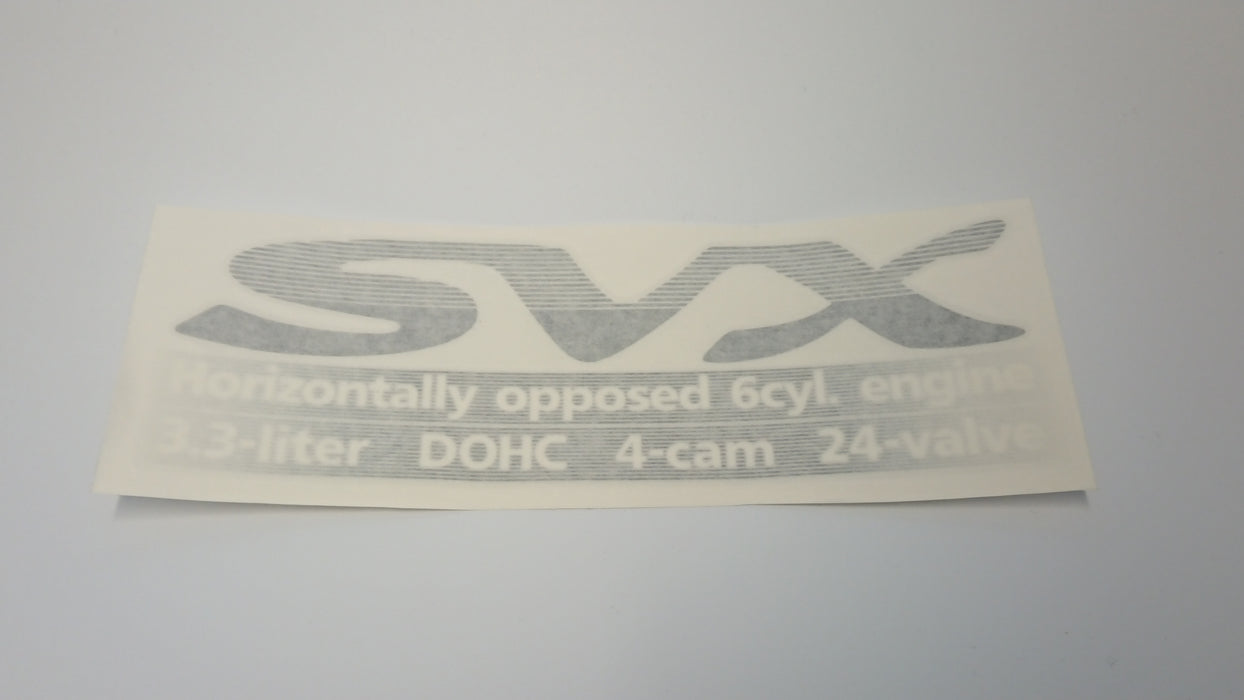 SVX
Horizontally opposed 6cyl. engine
3.3-liter DOHC 4-cam 24-valve